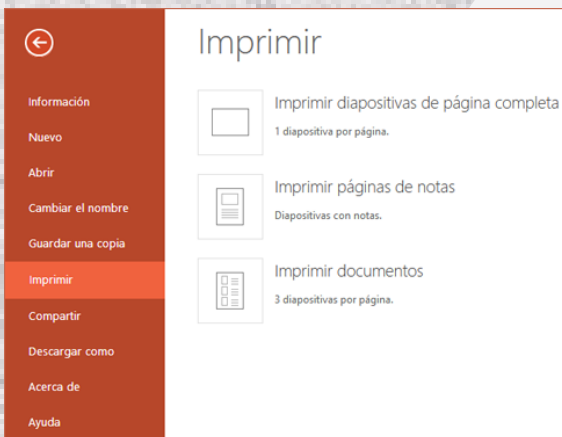 Imprimir
Información
Nuevo
Abrir
Cambiar el nombre
Guardar una copia
Imprimir
Compartir
Descargar como
Acerca de
Ayuda
Imprimir diapositivas de página completa
1 diapositiva por página.
Imprimir páginas de notas
Diapositivas con notas.
Imprimir documentos
3 diapositivas por página.